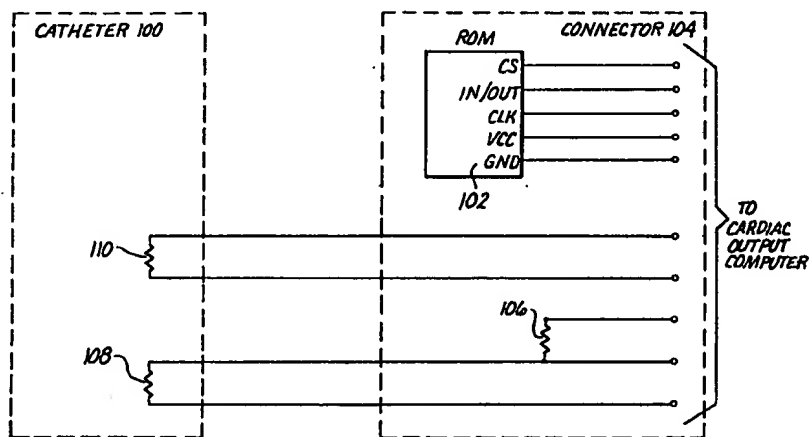 CATHETER 100
CONNECTOR 104
ROM
CS
IN/OUT
CLK
VCC
GND
102
TO
CARDIAC
OUTPUT
COMPUTER
110
106
108